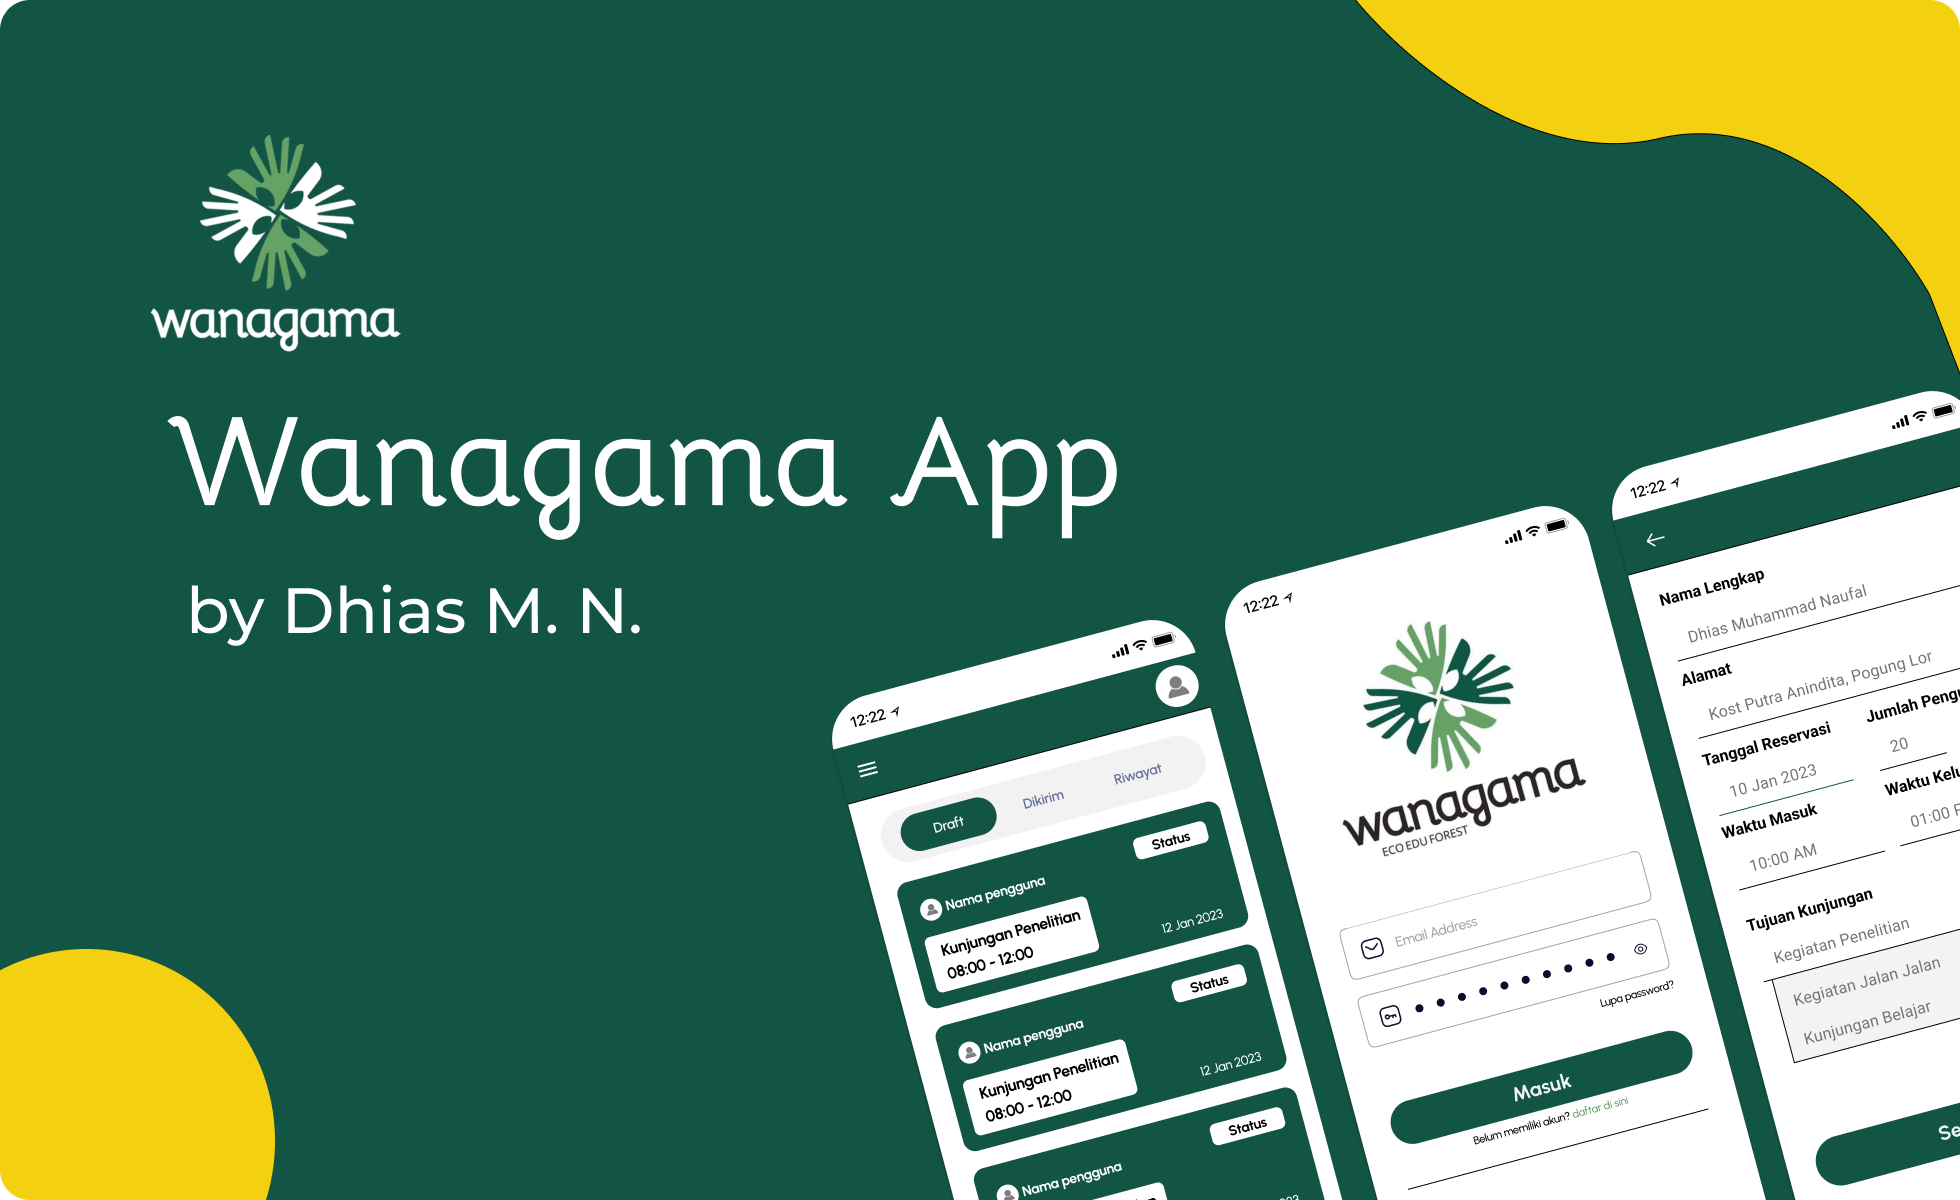 wanagama
Wanagama App
by Dhias M. N.
12:22
Draft
Dikirim
Riwayat
Status
Nama pengguna
Kunjungan Penelitian
08:00 - 12:00
12 Jan 2023
Status
Nama pengguna
Kunjungan Penelitian
08:00 - 12:00
12 Jan 2023
Status
Nama pengguna
12:22
wanagama
ECO EDU FOREST
Email Address
Lupa password?
Masuk
Belum memiliki akun? daftar di sini
12:22
Nama Lengkap
Dhias Muhammad Naufal
Alamat
Kost Putra Anindita, Pogung Lor
Tanggal Reservasi
10 Jan 2023
Jumlah
20
Waktu Masuk
10:00 AM
Waktu
01:00
Tujuan Kunjungan
Kegiatan Penelitian
Kegiatan Jalan Jalan
Kunjungan Belajar